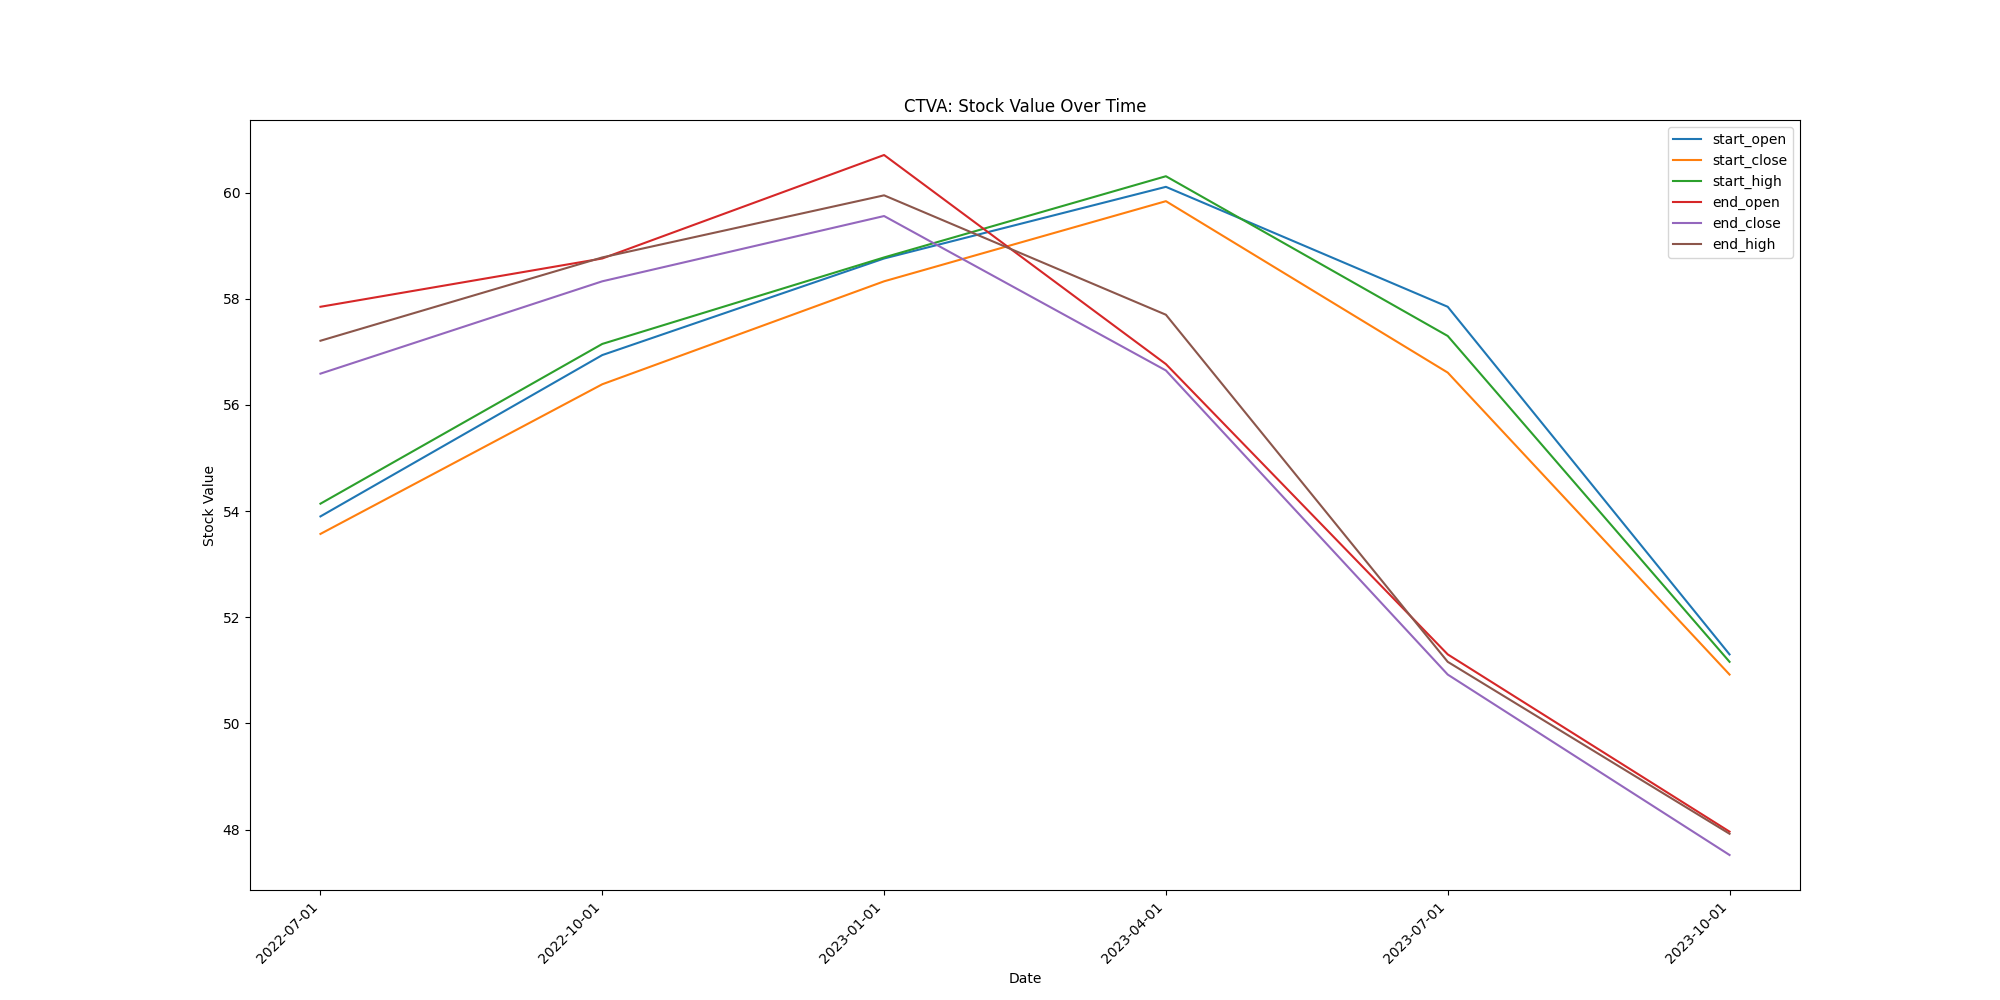 CTVA: Stock Value Over Time
start_open
start_close
start_high
end_open
end_close
end_high
60
58
56
54
52
50
48
Stock Value
2022-07-01
2022-10-01
2023-01-01
2023-04-01
2023-07-01
2023-10-01
Date